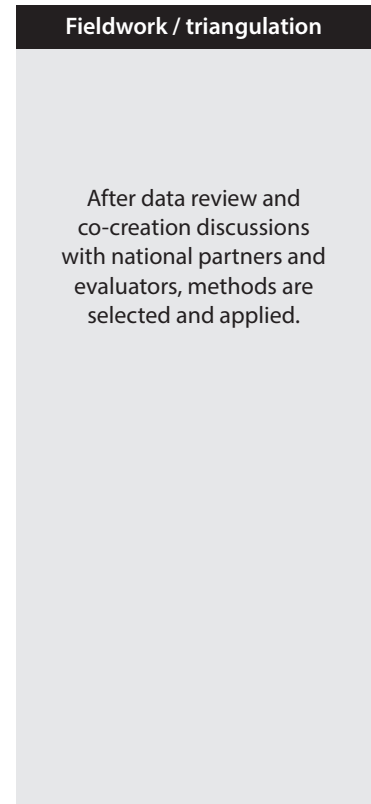 Fieldwork / triangulation
After data review and
co-creation discussions
with national partners and
evaluators, methods are
selected and applied.